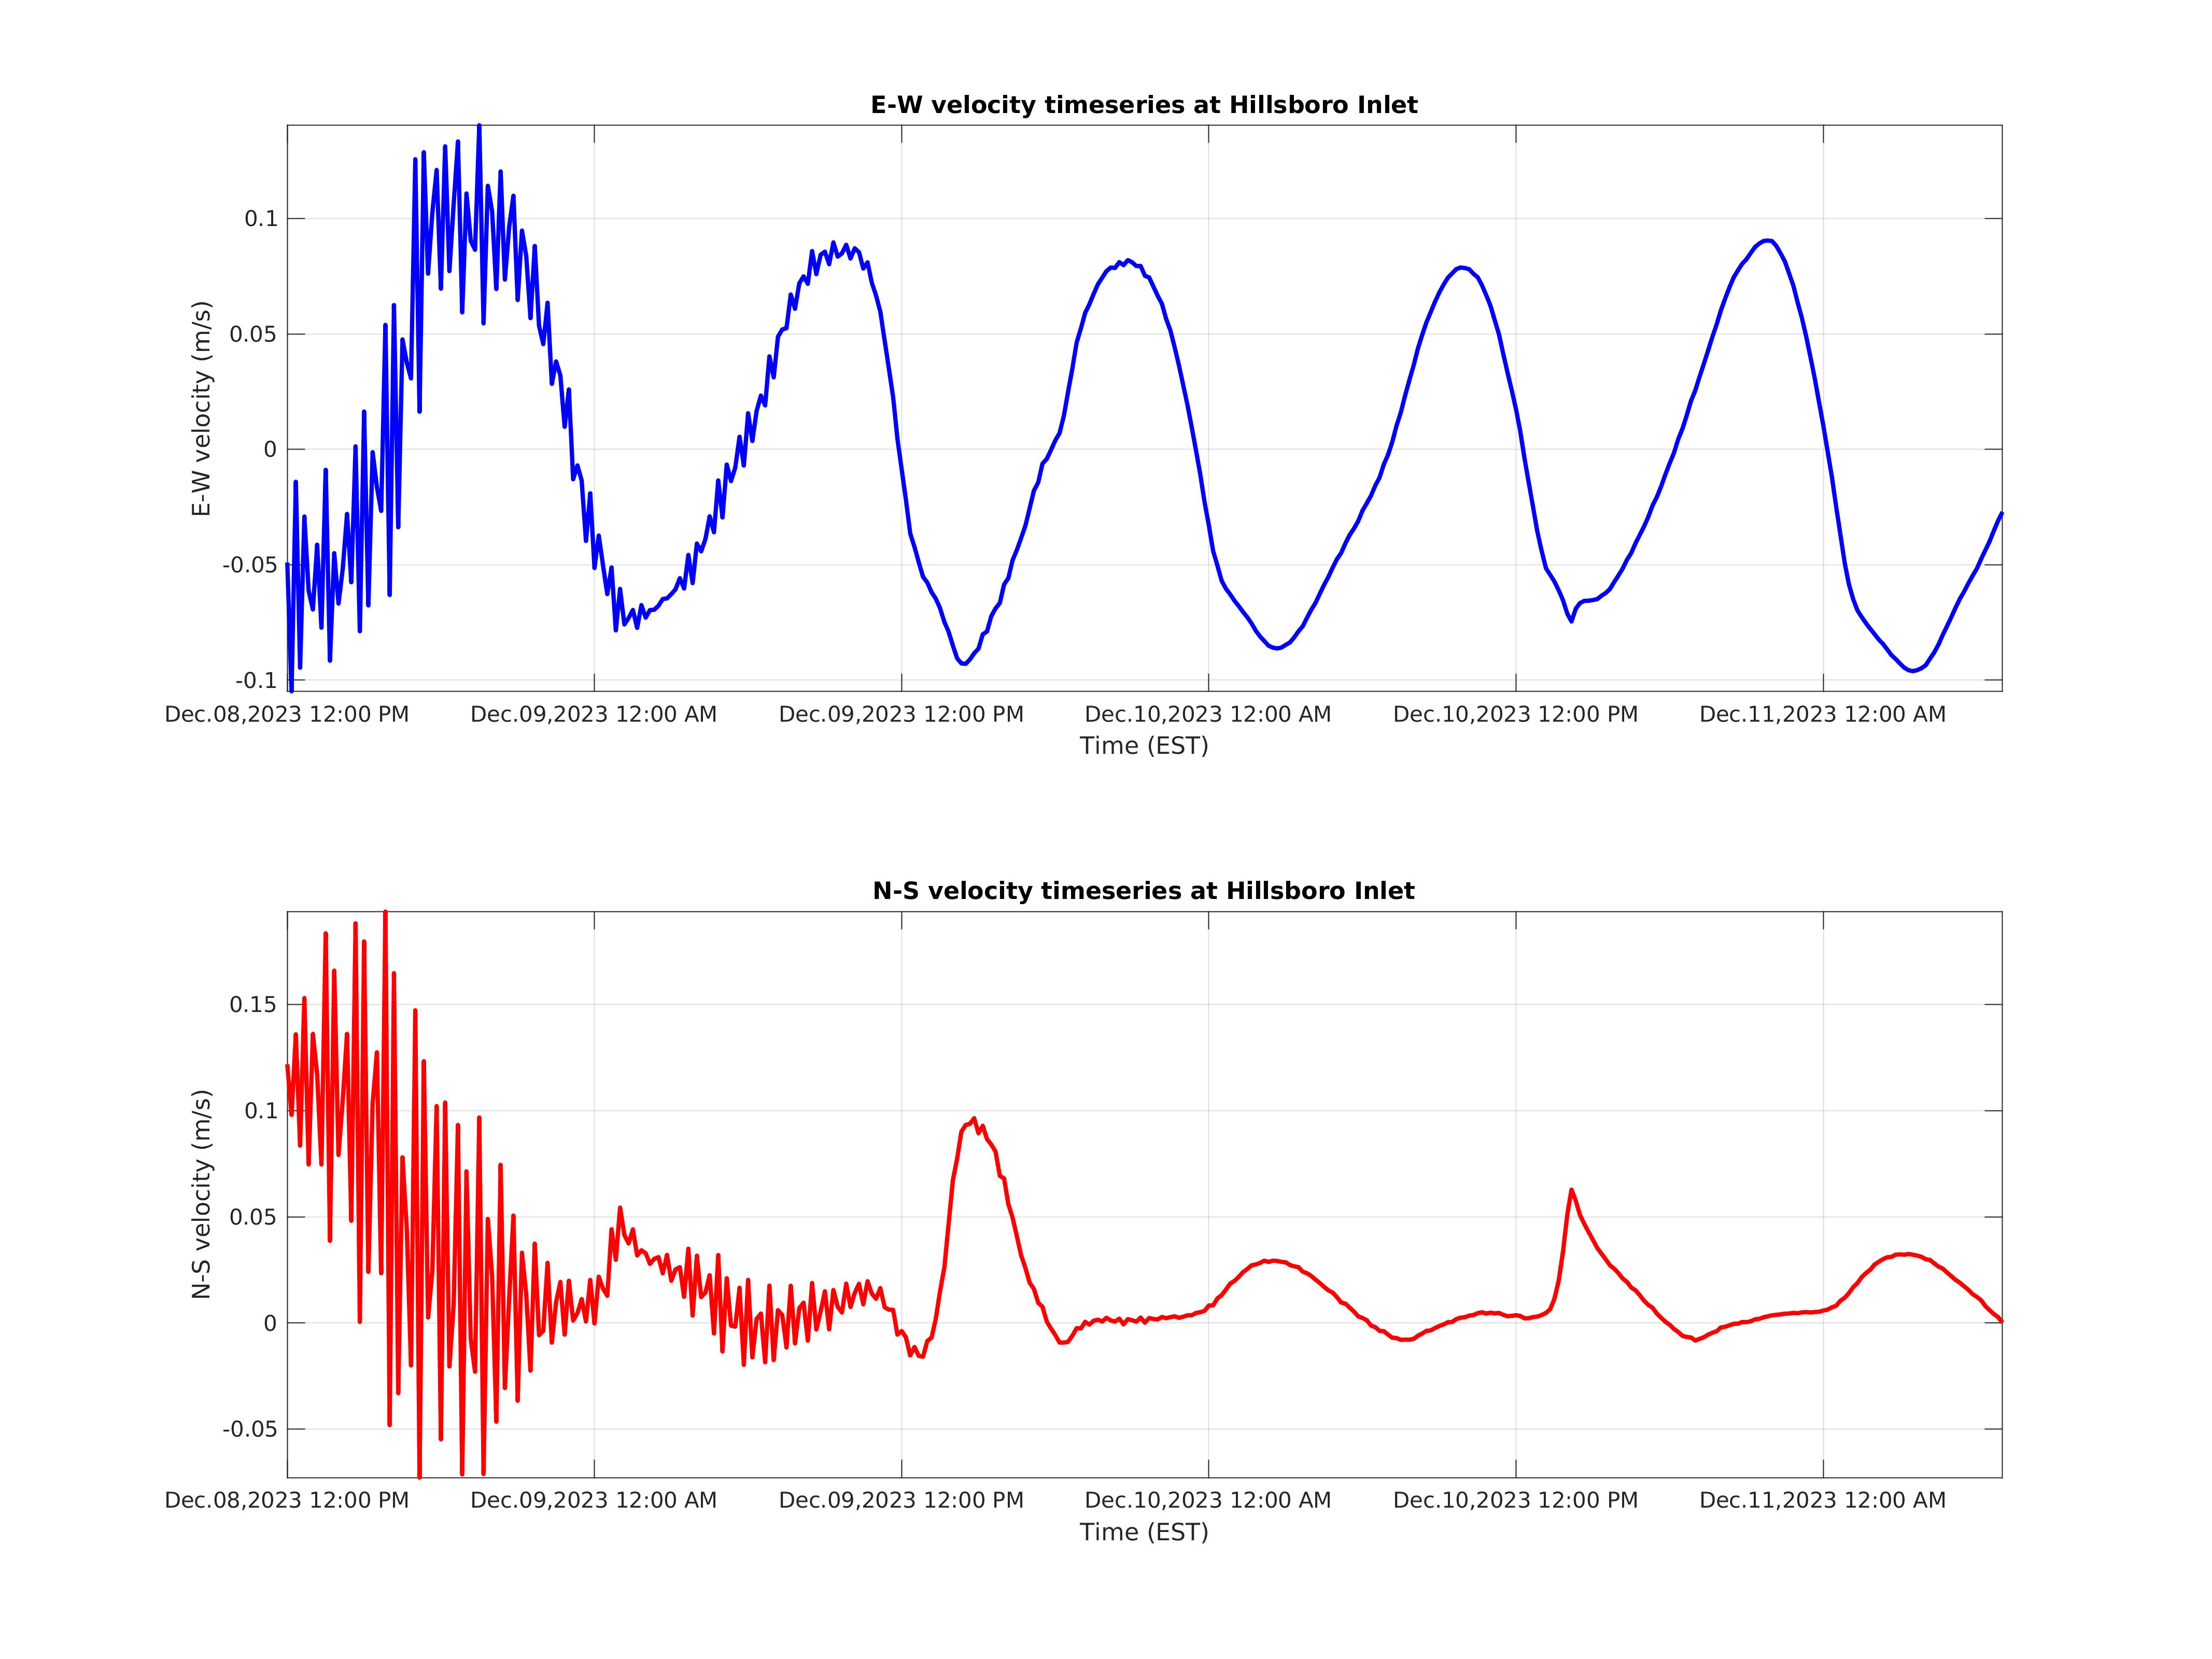 E-W velocity timeseries at Hillsboro Inlet
E-W velocity (m/s)
0.1
0.05
0
-0.05
-0.1
Dec.08,2023 12:00 PM Dec.09,2023 12:00 AM Dec.09,2023 12:00 PM Dec.10,2023 12:00 AM Dec.10,2023 12:00 PM Dec.11,2023 12:00 AM
Time (EST)
N-S velocity timeseries at Hillsboro Inlet
N-S velocity (m/s)
0.15
0.1
0.05
0
-0.05
Dec.08,2023 12:00 PM Dec.09,2023 12:00 AM Dec.09,2023 12:00 PM Dec.10,2023 12:00 AM Dec.10,2023 12:00 PM Dec.11,2023 12:00 AM
Time (EST)